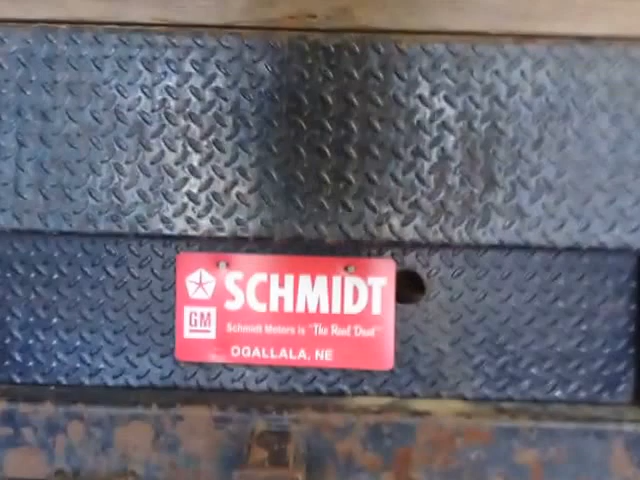 SCHMIDT
GM
Schmidt Motors is "The Real Deal"
OGALLALA, NE